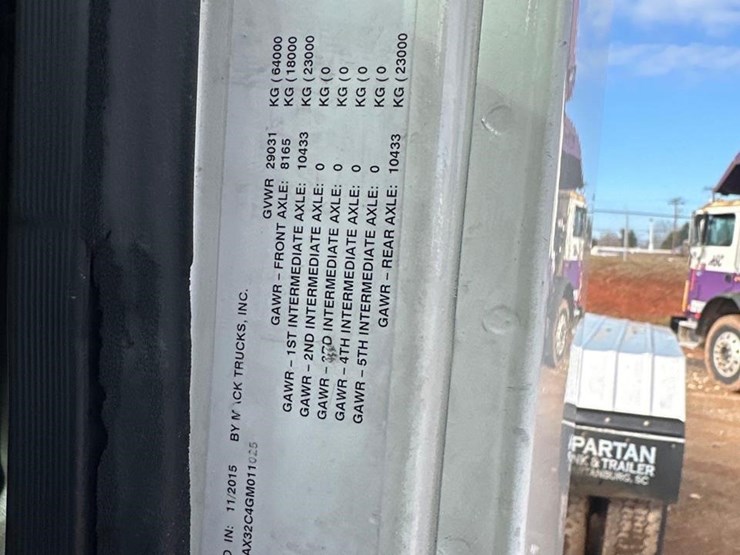 IN: 11/2015 BY M CK TRUCKS, INC.
AX32C4GM011025
GVWR 29031 KG (64000
GAWR - FRONT AXLE: 8165 KG (18000
GAWR - 1ST INTERMEDIATE AXLE: 10433 KG (23000
GAWR - 2ND INTERMEDIATE AXLE: 0 KG (0
GAWR - INTERMEDIATE AXLE: 0 KG (0
GAWR - 4TH INTERMEDIATE AXLE: 0 KG (0
GAWR - 5TH INTERMEDIATE AXLE: 0 KG (0
GAWR - REAR AXLE: 10433 KG (23000
PARTAN
& TRAILER
SC